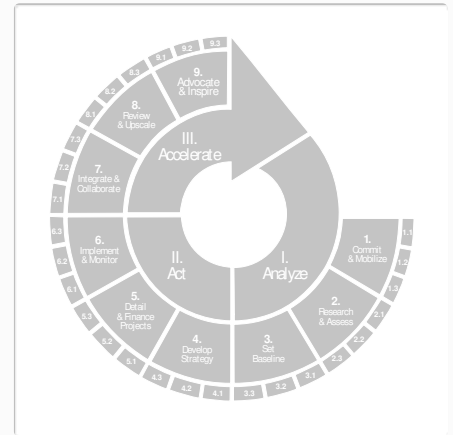 I.
Analyze
II.
Act
III.
Accelerate
1.
Commit
& Mobilize
2.
Research
& Assess
3.
Set
Baseline
4.
Develop
Strategy
5.
Detail
& Finance
Projects
6.
Implement
& Monitor
7.
Integrate &
Collaborate
8.
Review
& Upscale
9.
Advocate
& Inspire
1.1
1.2
1.3
2.1
2.2
2.3
3.1
3.2
3.3
4.1
4.2
4.3
5.1
5.2
5.3
6.1
6.2
6.3
7.1
7.2
7.3
8.1
8.2
8.3
9.1
9.2
9.3